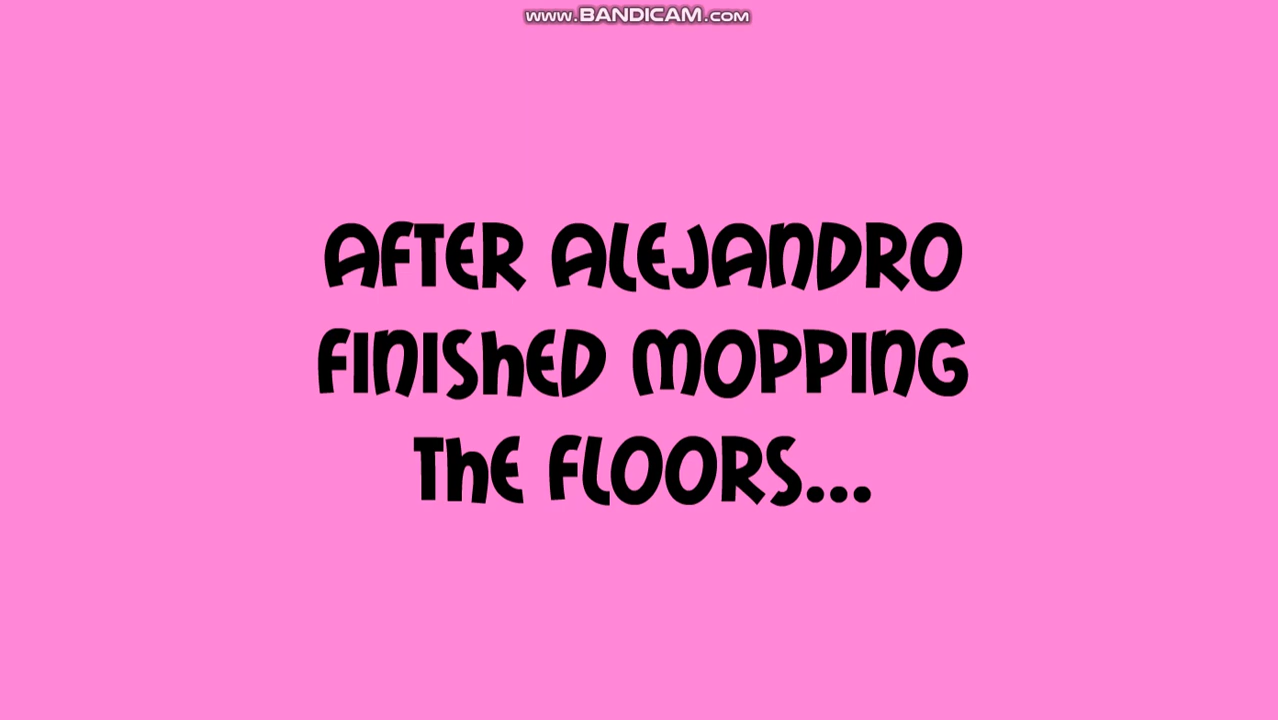 www.BANDICAM.com
AFTER ALEJANDRO
FINISHED MOPPING
THE FLOORS...